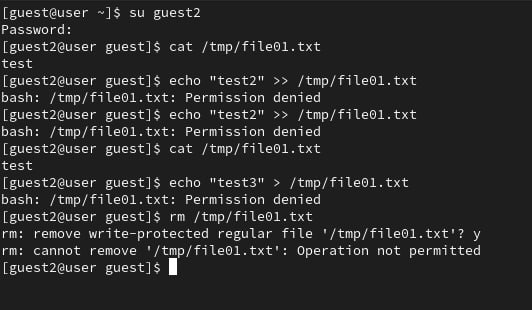 [guest@user ~]$ su guest2
Password:
[guest2@user guest]$ cat /tmp/file01.txt
test
[guest2@user guest]$ echo "test2" >> /tmp/file01.txt
bash: /tmp/file01.txt: Permission denied
[guest2@user guest]$ echo "test2" >> /tmp/file01.txt
bash: /tmp/file01.txt: Permission denied
[guest2@user guest]$ cat /tmp/file01.txt
test
[guest2@user guest]$ echo "test3" > /tmp/file01.txt
bash: /tmp/file01.txt: Permission denied
[guest2@user guest]$ rm /tmp/file01.txt
rm: remove write-protected regular file '/tmp/file01.txt'? y
rm: cannot remove '/tmp/file01.txt': Operation not permitted
[guest2@user guest]$